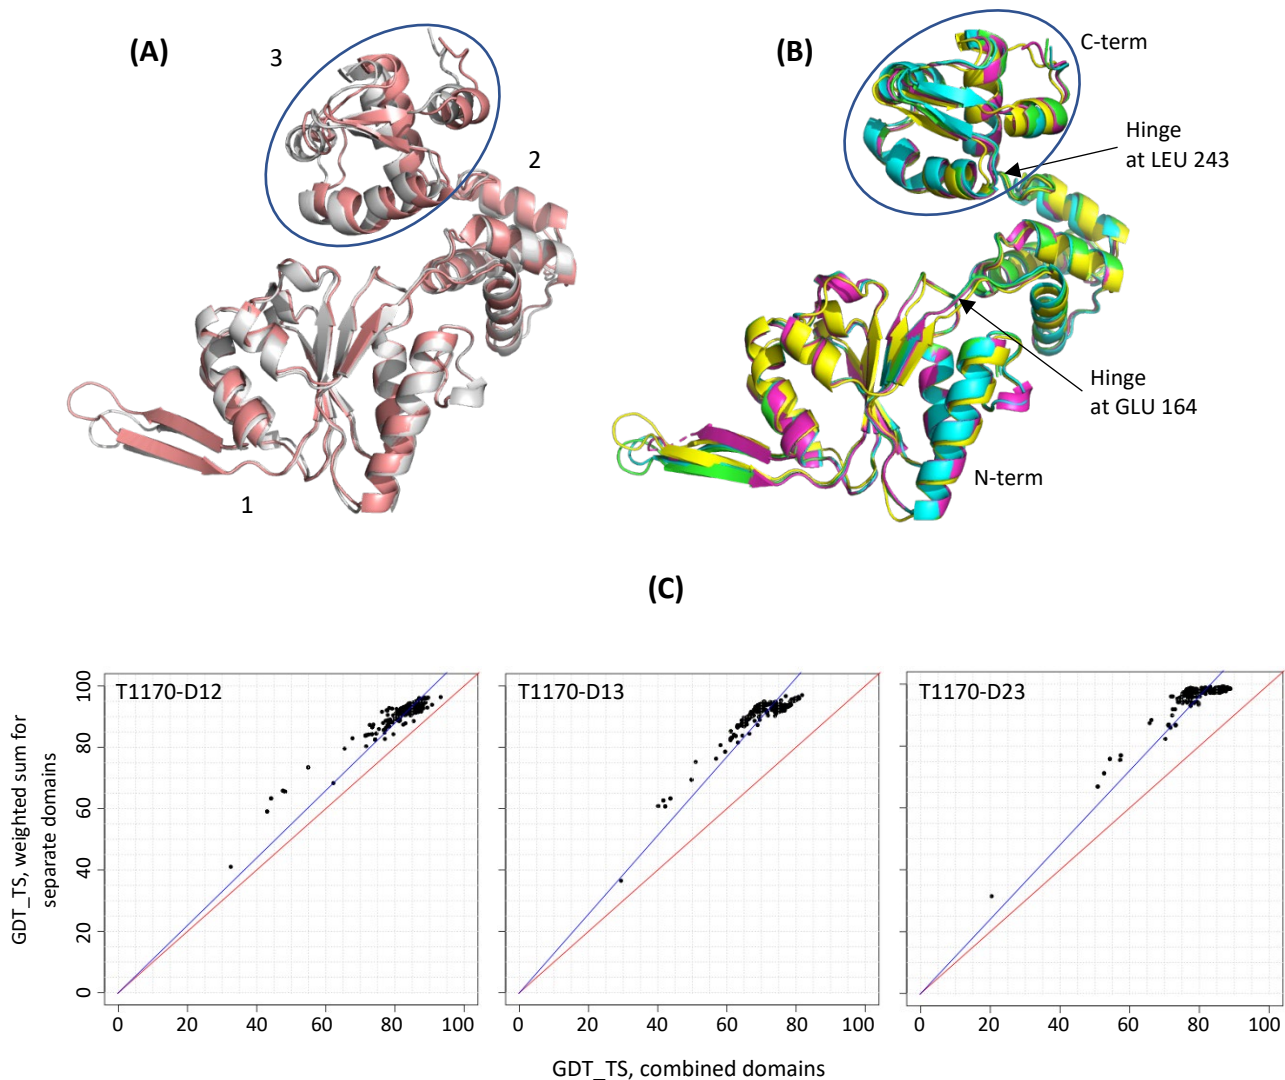 (A)
3
2
1
(B)
C-term
Hinge
at LEU 243
Hinge
at GLU 164
N-term
(C)
GDT_TS, weighted sum for
separate domains
100
80
60
40
20
0
T1170-D12
T1170-D13
T1170-D23
0 20 40 60 80 100
0 20 40 60 80 100
0 20 40 60 80 100
GDT_TS, combined domains